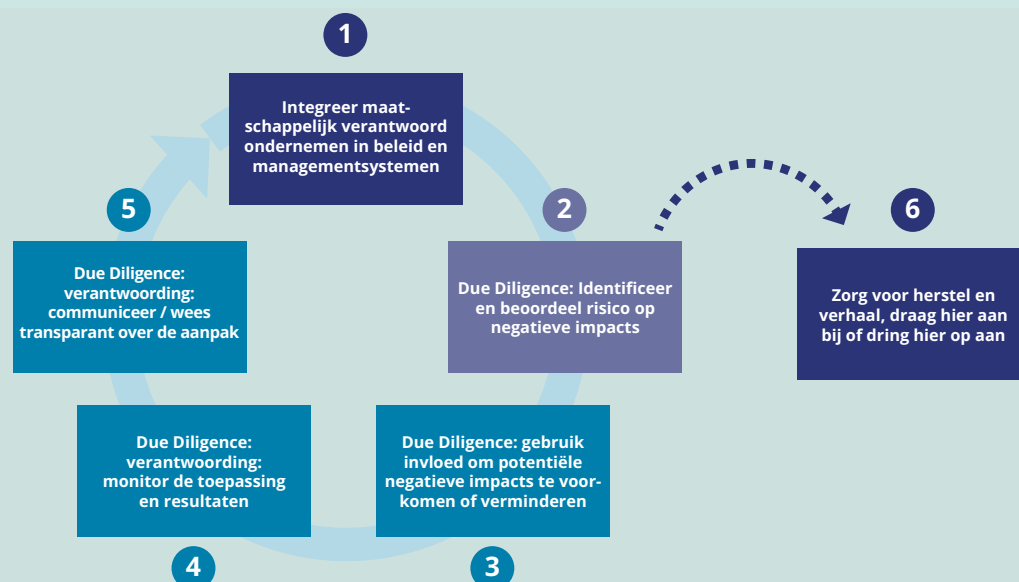 1
Integreer maat-
schappelijk verantwoord
ondernemen in beleid en
managementsystemen
2
Due Diligence: Identificeer
en beoordeel risico op
negatieve impacts
3
Due Diligence: gebruik
invloed om potentiële
negatieve impacts te voor-
komen of verminderen
4
Due Diligence:
verantwoording:
monitor de toepassing
en resultaten
5
Due Diligence:
verantwoording:
communiceer / wees
transparant over de aanpak
6
Zorg voor herstel en
verhaal, draag hier aan
bij of dring hier op aan